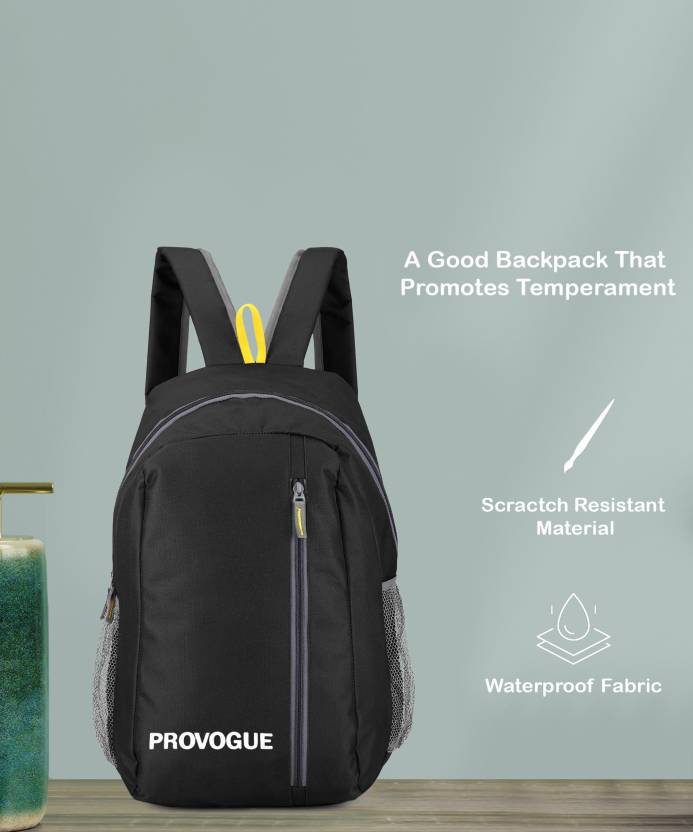 A Good Backpack That
Promotes Temperament
Scractch Resistant
Material
Waterproof Fabric
PROVOGUE